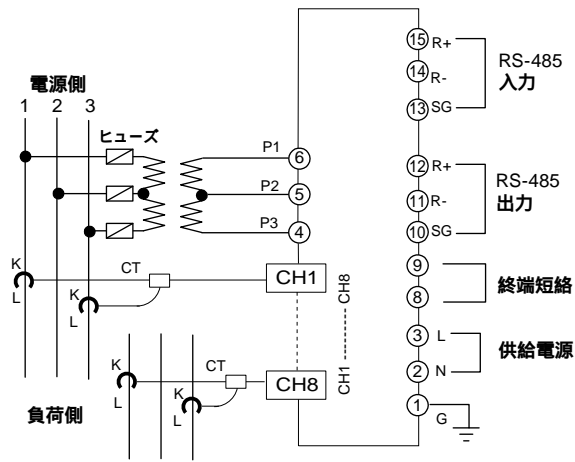 電源側
1 2 3
ヒューズ
P1 6
P2 5
P3 4
K
L
K
L
CT
CH1
CH1 CH8
K
L
K
L
CT
CH8
負荷側
15 R+
14 R-
13 SG
RS-485
入力
12 R+
11 R-
10 SG
RS-485
出力
9
8
終端短絡
3 L
2 N
供給電源
1 G